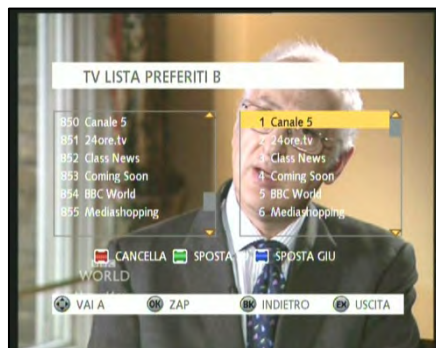 TV LISTA PREFERITI B
850 Canale 5
851 24ore.tv
852 Class News
853 Coming Soon
854 BBC World
855 Mediashopping
1 Canale 5
2 24ore.tv
3 Class News
4 Coming Soon
5 BBC World
6 Mediashopping
CANCELLA SPOSTA SPOSTA GIU
WORLD
VAI A OK ZAP BK INDIETRO EX USCITA